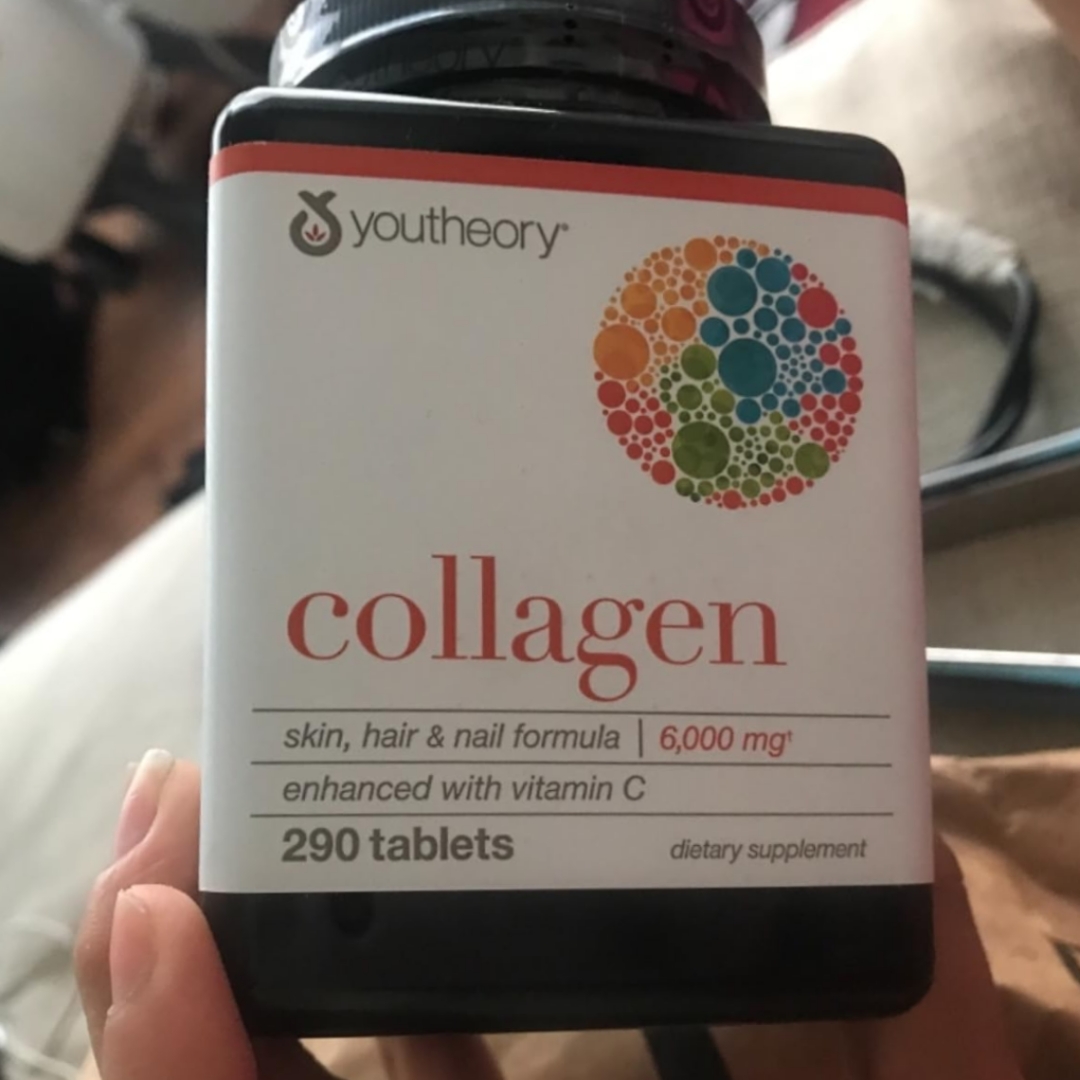 youtheory®
collagen
skin, hair & nail formula | 6,000 mg†
enhanced with vitamin C
290 tablets
dietary supplement